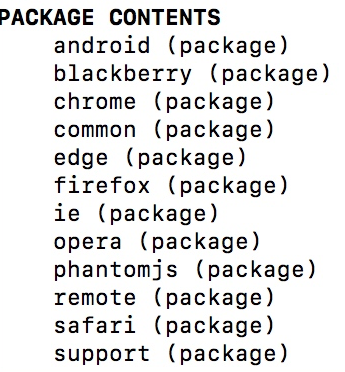 PACKAGE CONTENTS
android (package)
blackberry (package)
chrome (package)
common (package)
edge (package)
firefox (package)
ie (package)
opera (package)
phantomjs (package)
remote (package)
safari (package)
support (package)